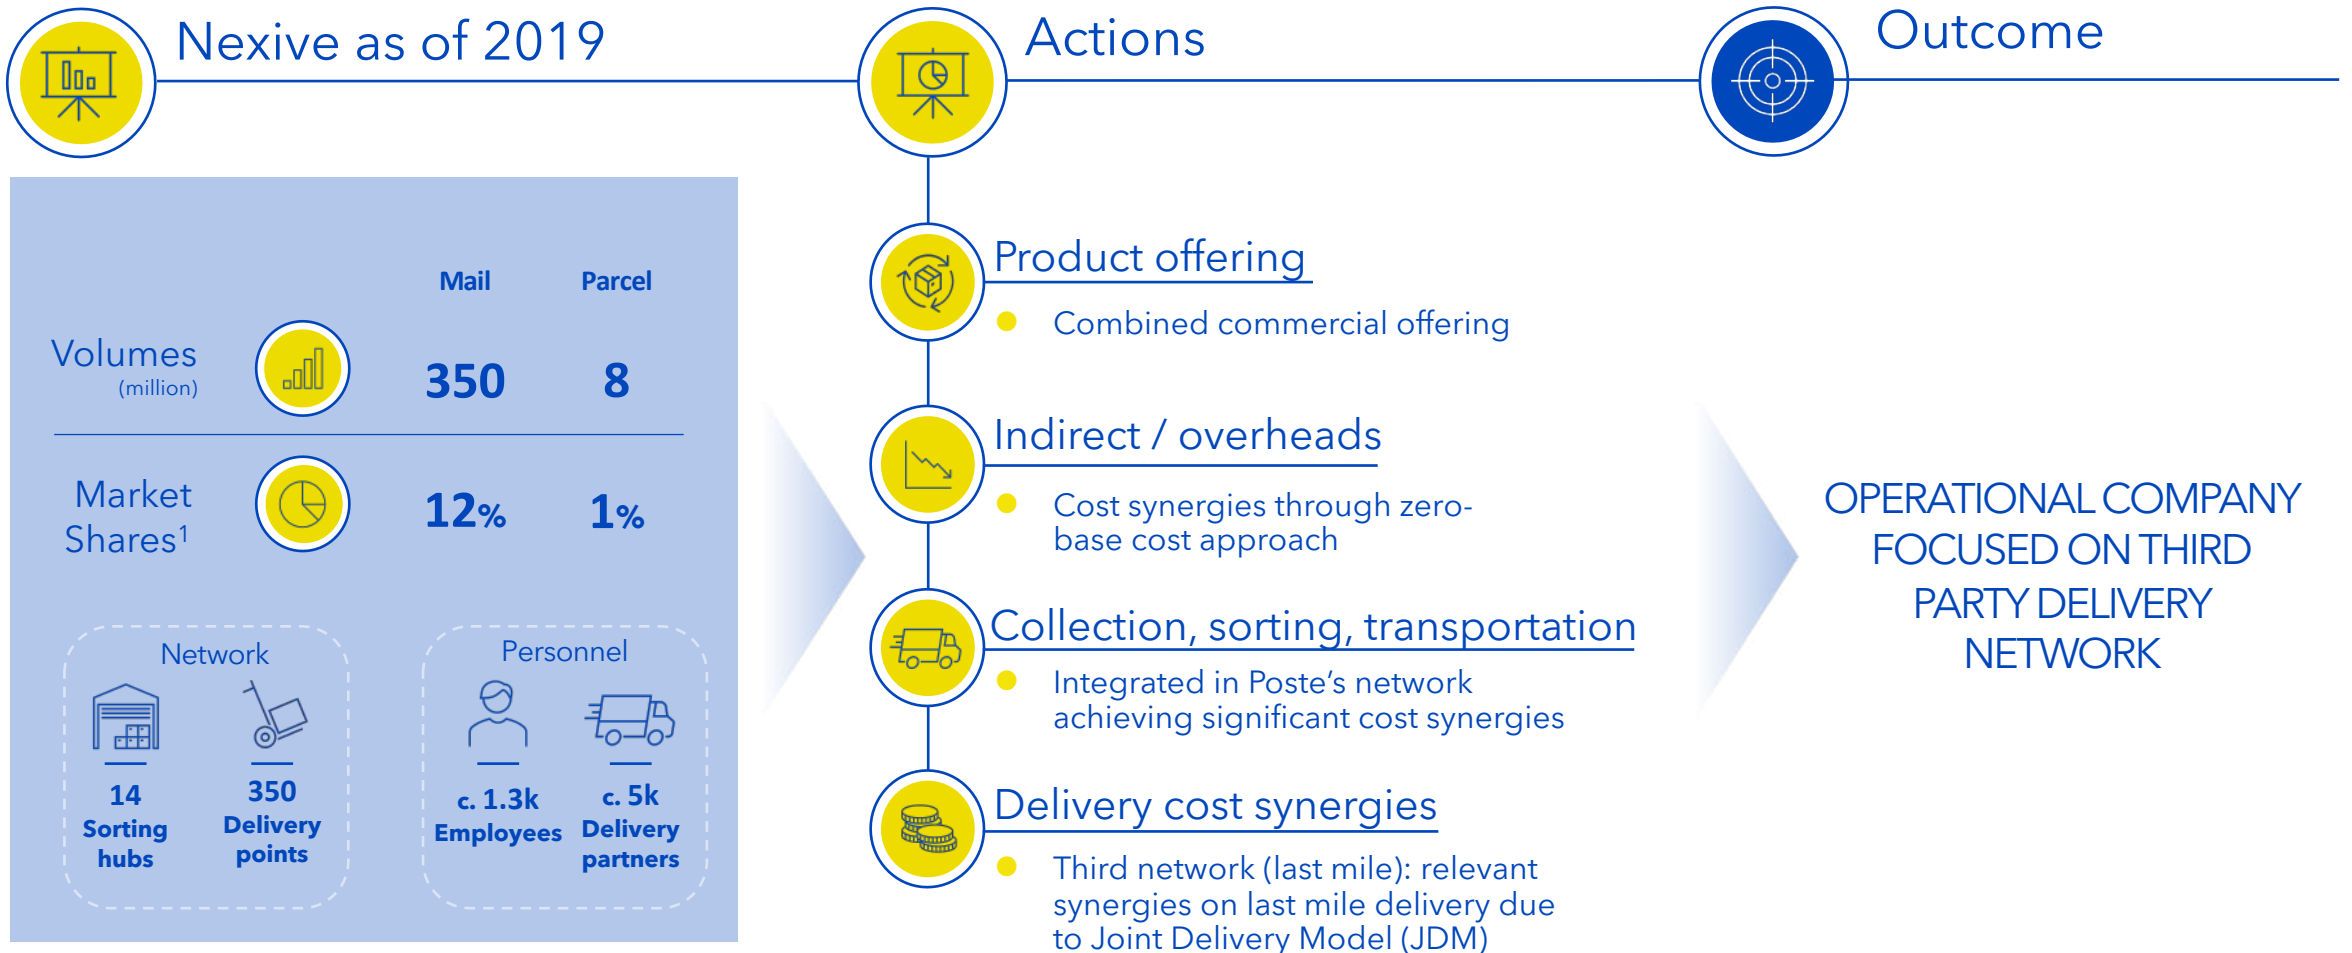 Nexive as of 2019
Mail Parcel
Volumes
(million)
350 8
Market
Shares¹
12% 1%
Network
14
Sorting
hubs
350
Delivery
points
Personnel
c. 1.3k
Employees
c. 5k
Delivery
partners
Actions
Product offering
Combined commercial offering
Indirect / overheads
Cost synergies through zero-
base cost approach
Collection, sorting, transportation
Integrated in Poste’s network
achieving significant cost synergies
Delivery cost synergies
Third network (last mile): relevant
synergies on last mile delivery due
to Joint Delivery Model (JDM)
Outcome
OPERATIONAL COMPANY
FOCUSED ON THIRD
PARTY DELIVERY
NETWORK